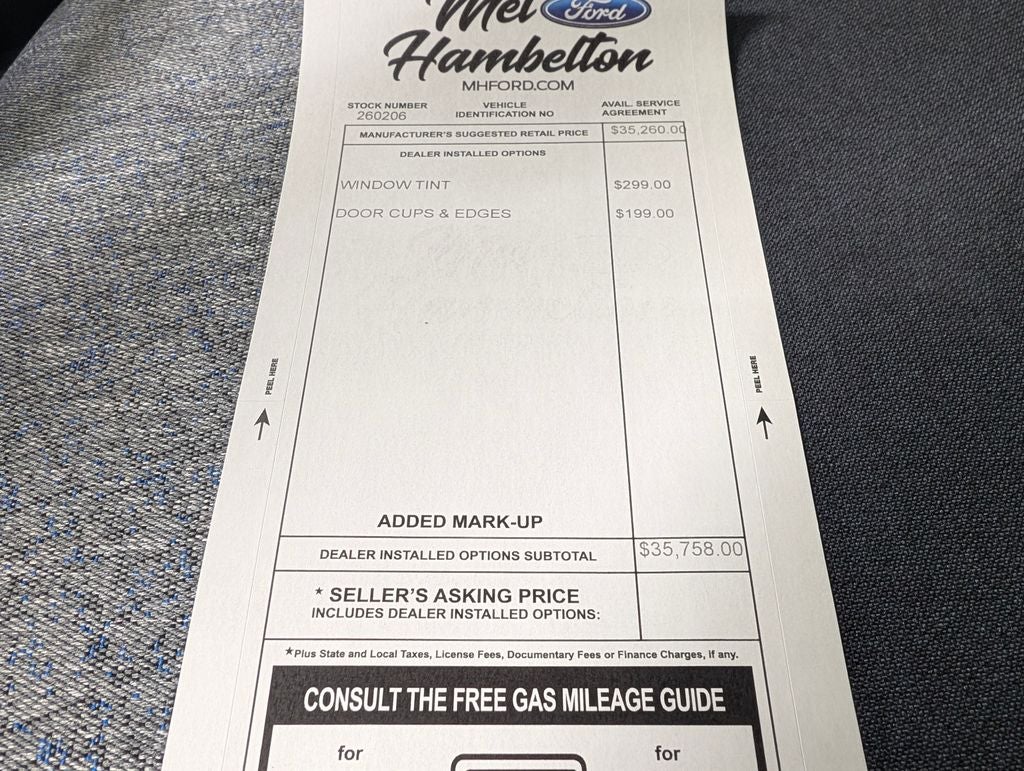 Mel Ford
Hambelton
MHFORD.COM
STOCK NUMBER VEHICLE IDENTIFICATION NO AVAIL. SERVICE AGREEMENT
260206
MANUFACTURER'S SUGGESTED RETAIL PRICE $35,260.00
DEALER INSTALLED OPTIONS
WINDOW TINT $299.00
DOOR CUPS & EDGES $199.00
PEEL HERE
PEEL HERE
ADDED MARK-UP
DEALER INSTALLED OPTIONS SUBTOTAL $35,758.00
* SELLER'S ASKING PRICE
INCLUDES DEALER INSTALLED OPTIONS:
*Plus State and Local Taxes, License Fees, Documentary Fees or Finance Charges, if any.
CONSULT THE FREE GAS MILEAGE GUIDE
for for